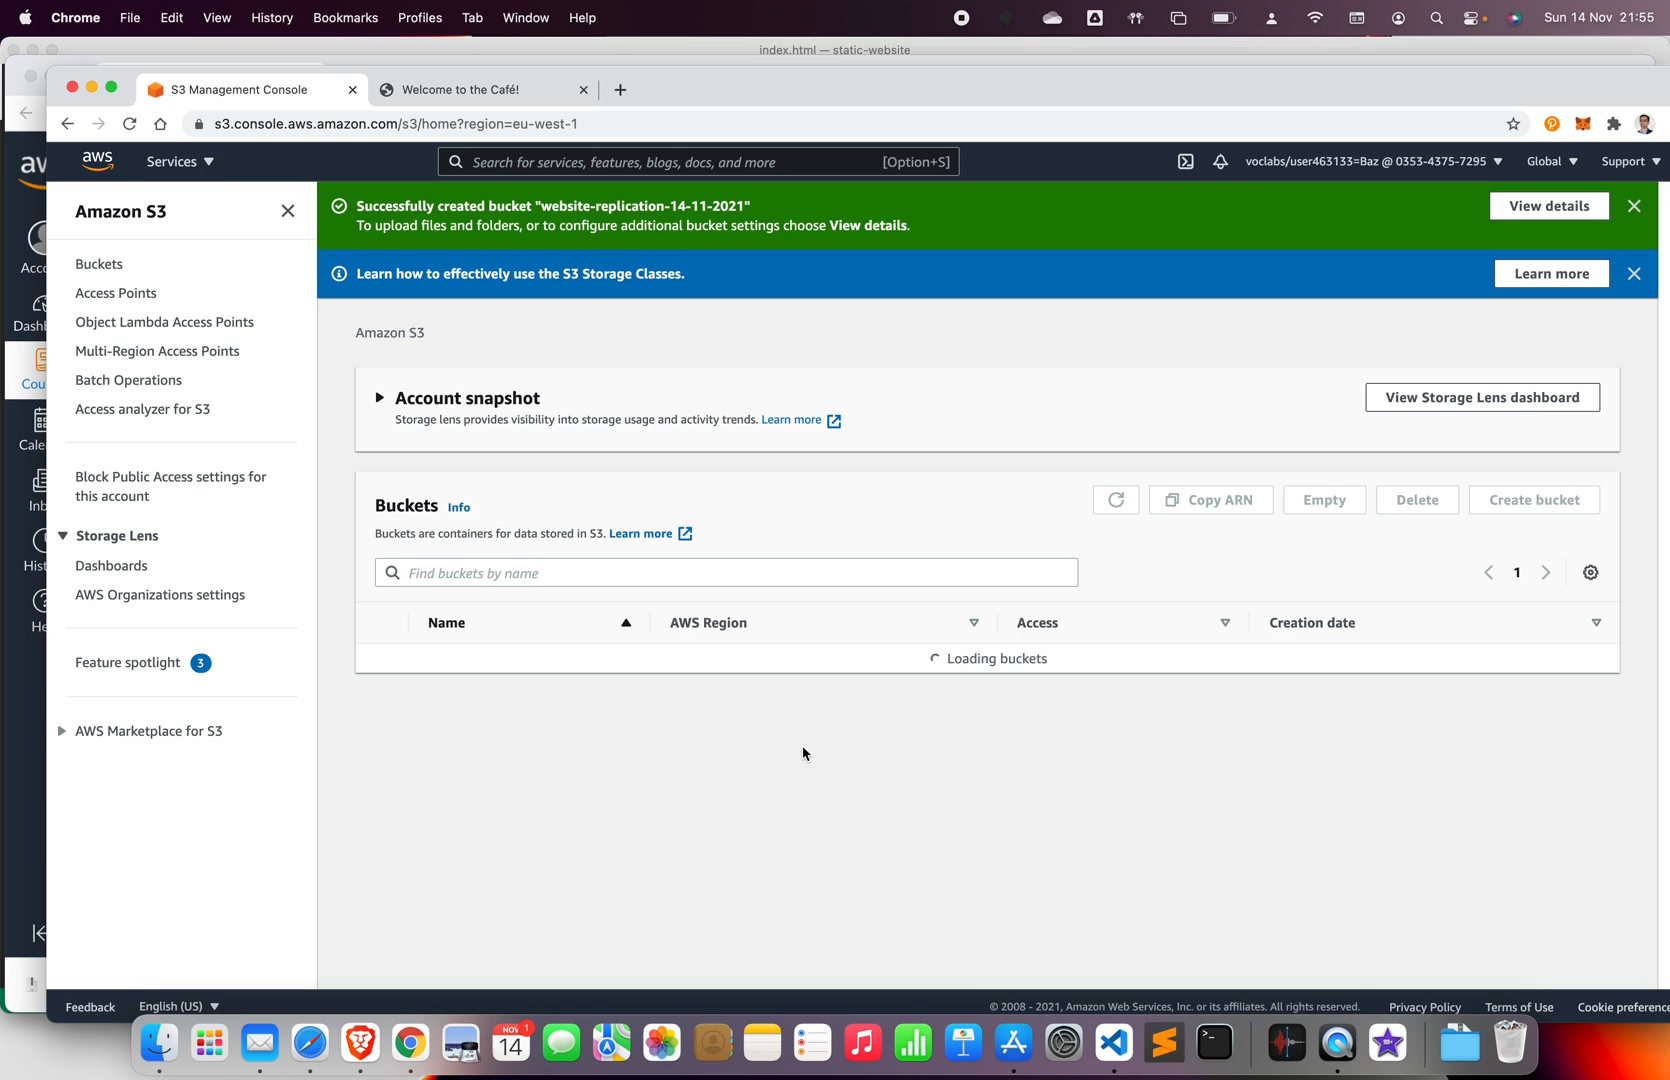 Chrome File Edit View History Bookmarks Profiles Tab Window Help Sun 14 Nov 21:55
index.html — static-website
S3 Management Console Welcome to the Café!
s3.console.aws.amazon.com/s3/home?region=eu-west-1
aws Services Search for services, features, blogs, docs, and more [Option+S] voclabs/user463133=Baz @ 0353-4375-7295 Global Support
Amazon S3
Buckets
Access Points
Object Lambda Access Points
Multi-Region Access Points
Batch Operations
Access analyzer for S3
Block Public Access settings for
this account
Storage Lens
Dashboards
AWS Organizations settings
Feature spotlight 3
AWS Marketplace for S3
Successfully created bucket "website-replication-14-11-2021"
To upload files and folders, or to configure additional bucket settings choose View details.
View details
Learn how to effectively use the S3 Storage Classes.
Learn more
Amazon S3
Account snapshot
Storage lens provides visibility into storage usage and activity trends. Learn more
View Storage Lens dashboard
Buckets Info
Buckets are containers for data stored in S3. Learn more
Copy ARN Empty Delete Create bucket
Find buckets by name
1
Name AWS Region Access Creation date
Loading buckets
Feedback English (US) © 2008 - 2021, Amazon Web Services, Inc. or its affiliates. All rights reserved. Privacy Policy Terms of Use Cookie preference
NOV 1
14